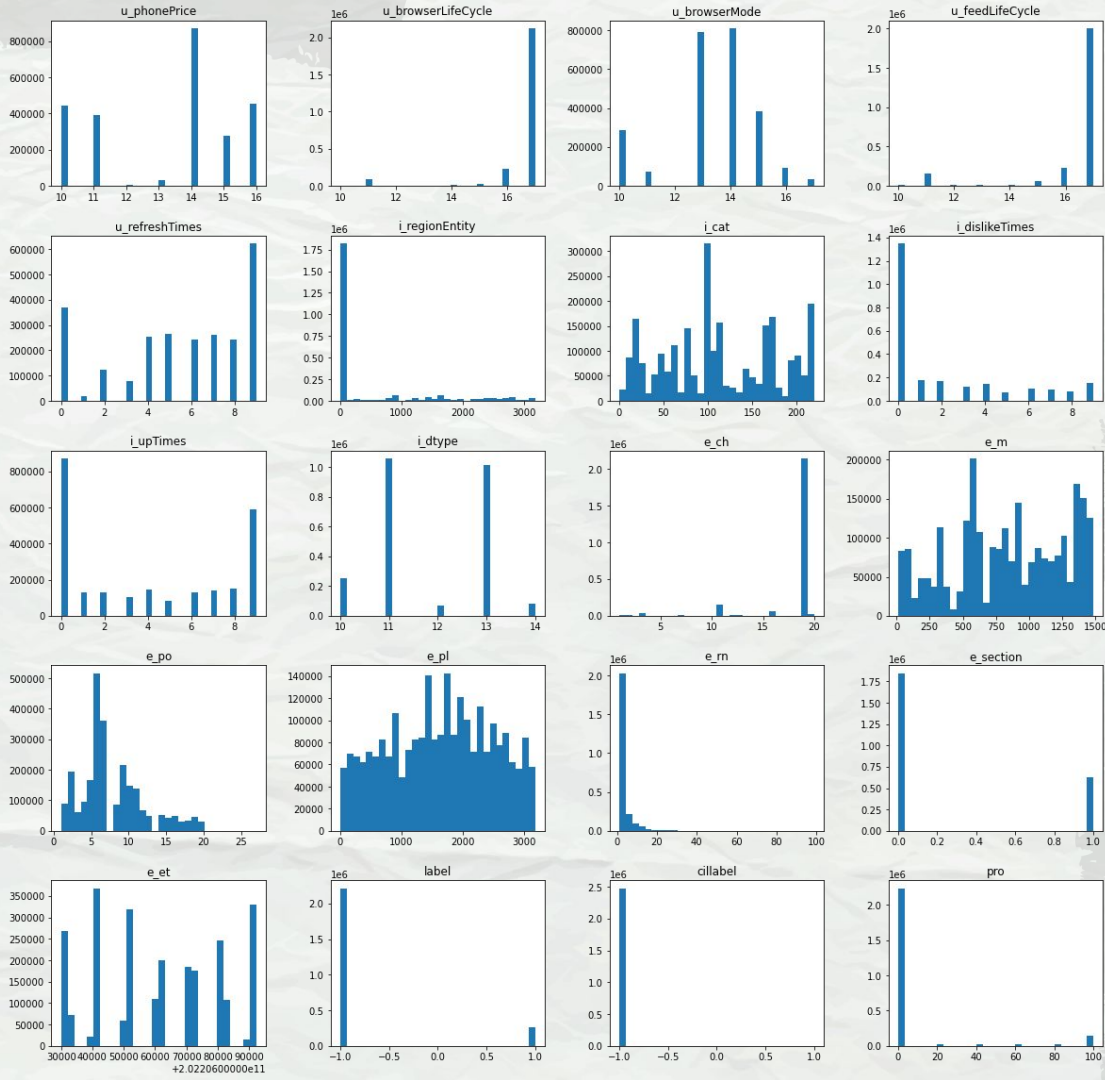 u_phonePrice u_browserLifeCycle u_browserMode u_feedLifeCycle
1e6 1e6
800000 2.0 800000 2.0
600000 1.5 600000 1.5
400000 1.0 400000 1.0
200000 0.5 200000 0.5
0 0.0 0 0.0
10 11 12 13 14 15 16 10 12 14 16 10 11 12 13 14 15 16 17 10 11 12 13 14 15 16 17
u_refreshTimes i_regionEntity i_cat i_dislikeTimes
1e6 1e6
600000 1.75 300000 1.4
500000 1.50 250000 1.2
400000 1.25 200000 1.0
300000 1.00 150000 0.8
200000 0.75 100000 0.6
100000 0.50 50000 0.4
0 0.25 0 0.2
0.00 0.0
0 2 4 6 8 0 1000 2000 3000 0 50 100 150 200 0 2 4 6 8
i_upTimes i_dtype e_ch e_m
1e6 1e6
800000 1.0 2.0 200000
600000 0.8 1.5 150000
400000 0.6 1.0 100000
200000 0.4 0.5 50000
0 0.2 0.0 0
0.0
0 2 4 6 8 10 11 12 13 14 5 10 15 20 0 250 500 750 1000 1250 1500
e_po e_pl e_rn e_section
1e6 1e6
500000 140000 2.0 1.75
400000 120000 1.5 1.50
300000 100000 1.0 1.25
200000 80000 0.5 1.00
100000 60000 0.0 0.75
0 40000 0.50
20000 0.25
0 0.00
0 5 10 15 20 25 0 1000 2000 3000 0 20 40 60 80 100 0.0 0.2 0.4 0.6 0.8 1.0
e_et label cillabel pro
1e6 1e6 1e6
350000 2.0 2.5 2.0
300000 1.5 2.0 1.5
250000 1.0 1.5 1.0
200000 0.5 1.0 0.5
150000 0.0 0.5 0.0
100000 0.0
50000
0
30000 40000 50000 60000 70000 80000 90000 -1.0 -0.5 0.0 0.5 1.0 -1.0 -0.5 0.0 0.5 1.0 0 20 40 60 80 100
+2.0220600000e11